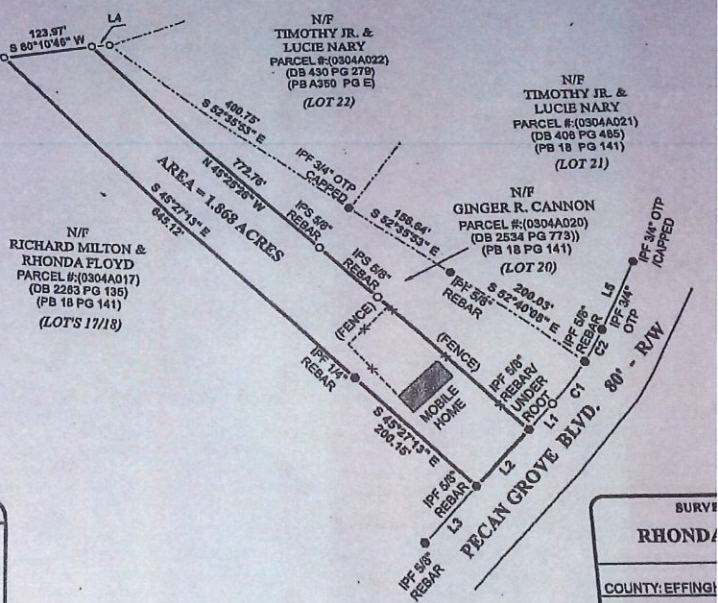 L4
123.97'
S 60°10'46" W
N/F
TIMOTHY JR. &
LUCIE NARY
PARCEL #:(0304A022)
(DB 430 PG 279)
(PB A350 PG E)
(LOT 22)
N/F
TIMOTHY JR. &
LUCIE NARY
PARCEL #:(0304A021)
(DB 406 PG 485)
(PB 18 PG 141)
(LOT 21)
400.75'
S 52°35'53" E
IPF 3/4" OTP
CAPPED
772.76'
N 45°25'26" W
AREA = 1.868 ACRES
S 45°27'13" E
645.12'
N/F
GINGER R. CANNON
PARCEL #:(0304A020)
(DB 2534 PG 773))
(PB 18 PG 141)
(LOT 20)
158.64'
S 52°35'53" E
IPF 5/8"
REBAR
200.03'
S 52°40'08" E
IPF 3/4" OTP
/CAPPED
L5
IPF 3/4"
OTP
IPF 5/8"
REBAR
C2
C1
N/F
RICHARD MILTON &
RHONDA FLOYD
PARCEL #:(0304A017)
(DB 2263 PG 135)
(PB 18 PG 141)
(LOT'S 17/18)
IPS 5/8"
REBAR
IPS 5/8"
REBAR
(FENCE)
(FENCE)
IPF 5/8"
REBAR/
UNDER
ROOT
MOBILE
HOME
IPF 1/4"
REBAR
S 45°27'13" E
200.15'
L1
L2
IPF 5/8"
REBAR
L3
IPF 5/8"
REBAR
PECAN GROVE BLVD. 80' - R/W
SURVE
RHONDA
COUNTY: EFFINGH